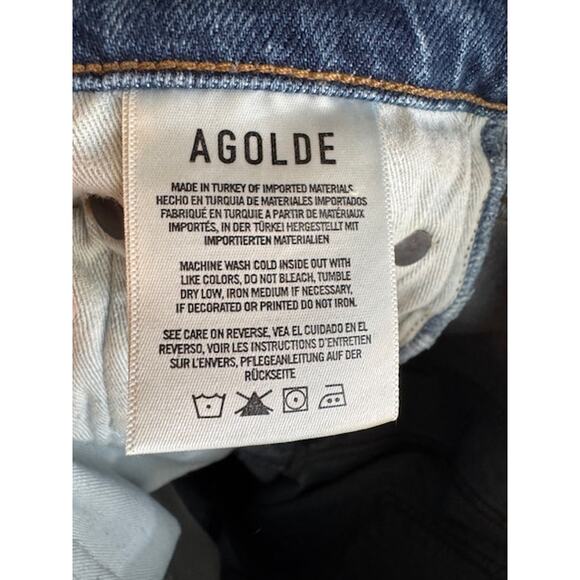 AGOLDE
MADE IN TURKEY OF IMPORTED MATERIALS
HECHO EN TURQUIA DE MATERIALES IMPORTADOS
FABRIQUÉ EN TURQUIE A PARTIR DE MATÉRIAUX
IMPORTÉS, IN DER TÜRKEI HERGESTELLT MIT
IMPORTIERTEN MATERIALIEN
MACHINE WASH COLD INSIDE OUT WITH
LIKE COLORS, DO NOT BLEACH, TUMBLE
DRY LOW, IRON MEDIUM IF NECESSARY,
IF DECORATED OR PRINTED DO NOT IRON.
SEE CARE ON REVERSE, VEA EL CUIDADO EN EL
REVERSO, VOIR LES INSTRUCTIONS D'ENTRETIEN
SUR L'ENVERS, PFLEGEANLEITUNG AUF DER
RÜCKSEITE